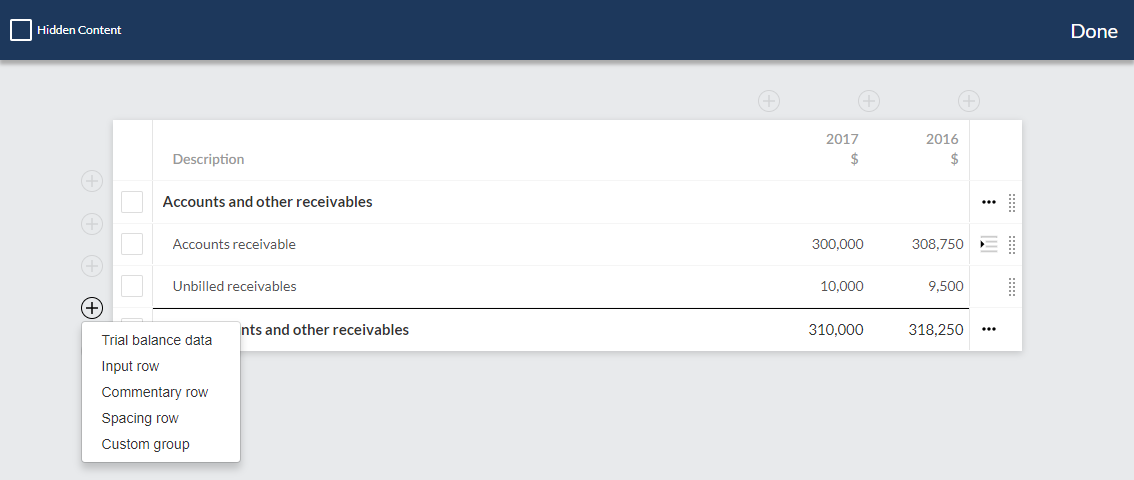 Hidden Content
Done
2017 2016
Description $ $
Accounts and other receivables
Accounts receivable 300,000 308,750
Unbilled receivables 10,000 9,500
and other receivables 310,000 318,250
Trial balance data
Input row
Commentary row
Spacing row
Custom group